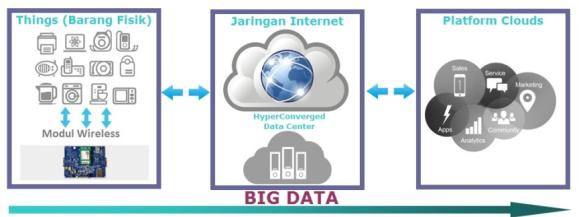 Things (Barang Fisik)
Modul Wireless
Jaringan Internet
HyperConverged
Data Center
Platform Clouds
Sales
Service
Marketing
Apps
Analytics
Community
BIG DATA